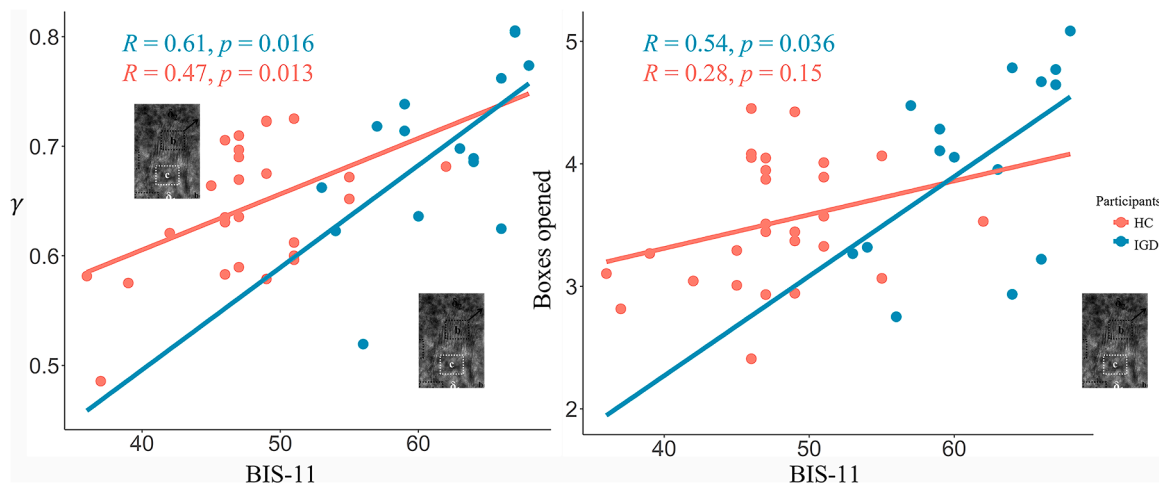 R = 0.61, p = 0.016
R = 0.47, p = 0.013
0.8
0.7
0.6
0.5
γ
40
50
60
BIS-11
b
c
b
c
R = 0.54, p = 0.036
R = 0.28, p = 0.15
5
4
3
2
Boxes opened
40
50
60
BIS-11
Participants
HC
IGD
b
c